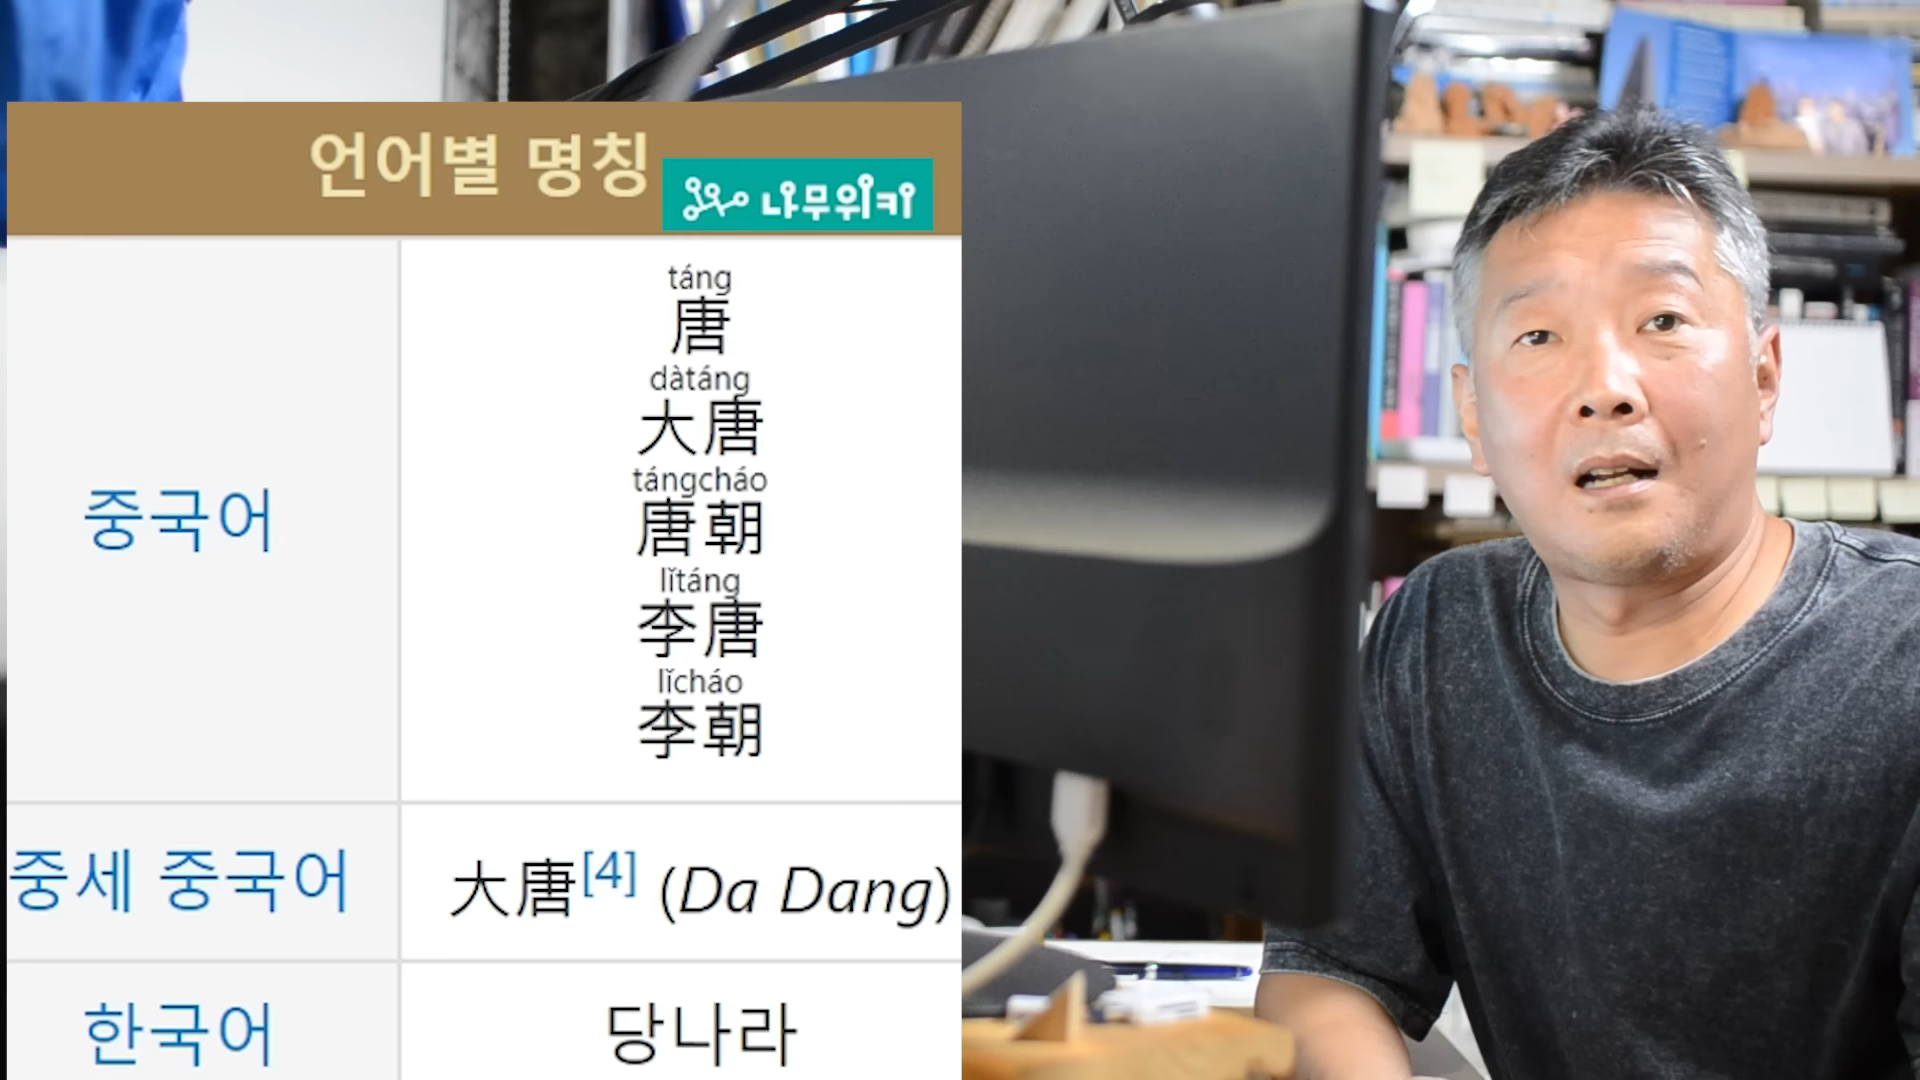 언어별 명칭
나무위키
중국어
táng
唐
dàtáng
大唐
tángcháo
唐朝
lǐtáng
李唐
lǐcháo
李朝
중세 중국어
大唐[4] (Da Dang)
한국어
당나라